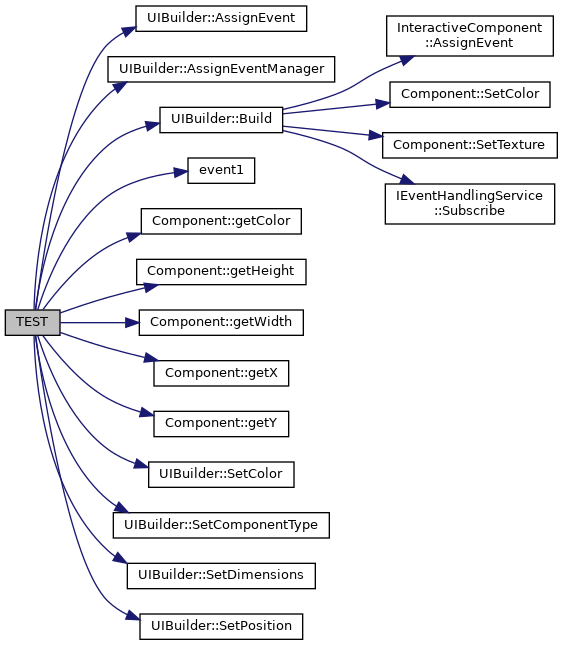 TEST
UIBuilder::AssignEvent
UIBuilder::AssignEventManager
UIBuilder::Build
event1
Component::getColor
Component::getHeight
Component::getWidth
Component::getX
Component::getY
UIBuilder::SetColor
UIBuilder::SetComponentType
UIBuilder::SetDimensions
UIBuilder::SetPosition
InteractiveComponent
::AssignEvent
Component::SetColor
Component::SetTexture
IEventHandlingService
::Subscribe